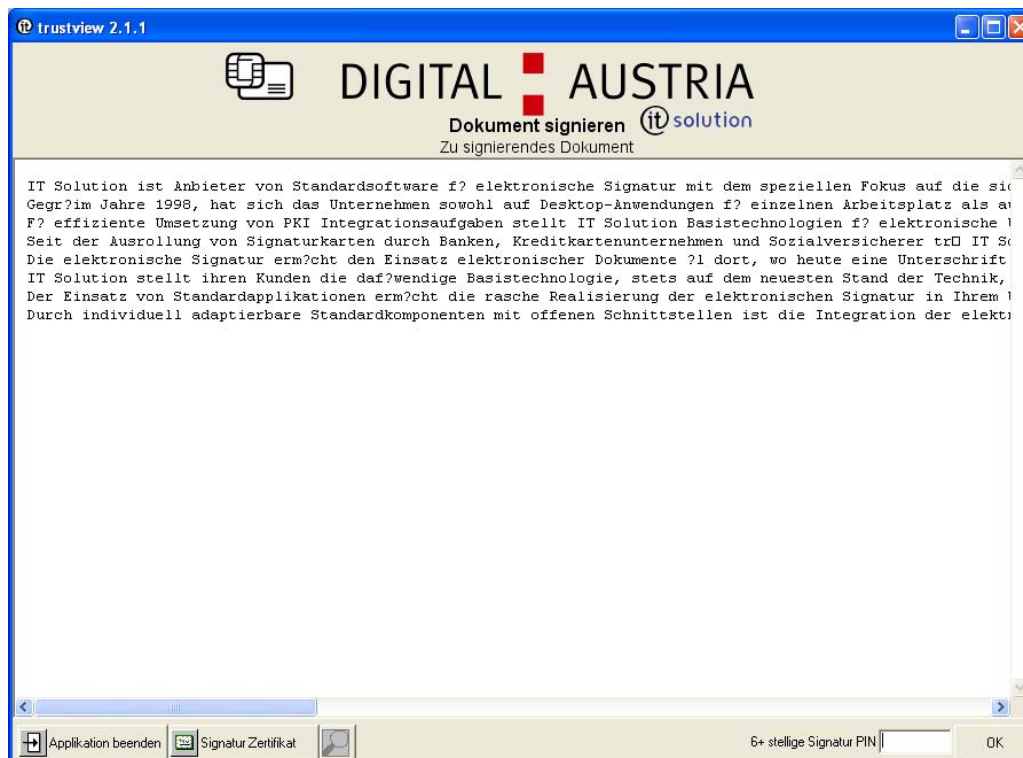 trustview 2.1.1
DIGITAL AUSTRIA
Dokument signieren
it solution
Zu signierendes Dokument
IT Solution ist Anbieter von Standardsoftware f? elektronische Signatur mit dem speziellen Fokus auf die
Gegr?im Jahre 1998, hat sich das Unternehmen sowohl auf Desktop-Anwendungen f? einzelnen Arbeitsplatz als
F? effiziente Umsetzung von PKI Integrationsaufgaben stellt IT Solution Basistechnologien f? elektronische
Seit der Ausrollung von Signaturkarten durch Banken, Kreditkartenunternehmen und Sozialversicherer tr□ IT
Die elektronische Signatur erm?cht den Einsatz elektronischer Dokumente ?l dort, wo heute eine Unterschrift
IT Solution stellt ihren Kunden die daf?wendige Basistechnologie, stets auf dem neuesten Stand der Technik,
Der Einsatz von Standardapplikationen erm?cht die rasche Realisierung der elektronischen Signatur in Ihrem
Durch individuell adaptierbare Standardkomponenten mit offenen Schnittstellen ist die Integration der
Applikation beenden Signatur Zertifikat 6+ stellige Signatur PIN OK